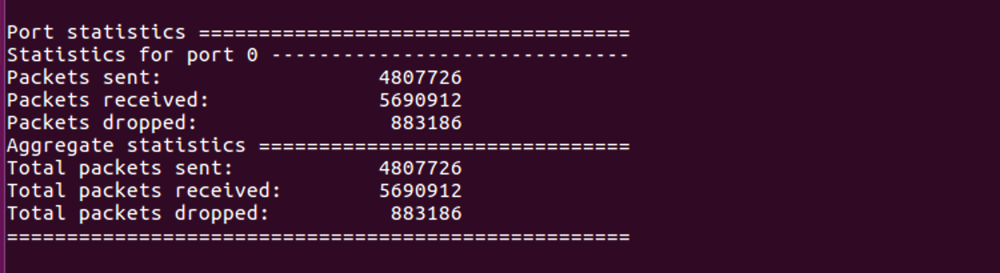 Port statistics ====================================
Statistics for port 0 ------------------------------
Packets sent:                  4807726
Packets received:              5690912
Packets dropped:                883186
Aggregate statistics ===============================
Total packets sent:            4807726
Total packets received:        5690912
Total packets dropped:          883186
====================================================